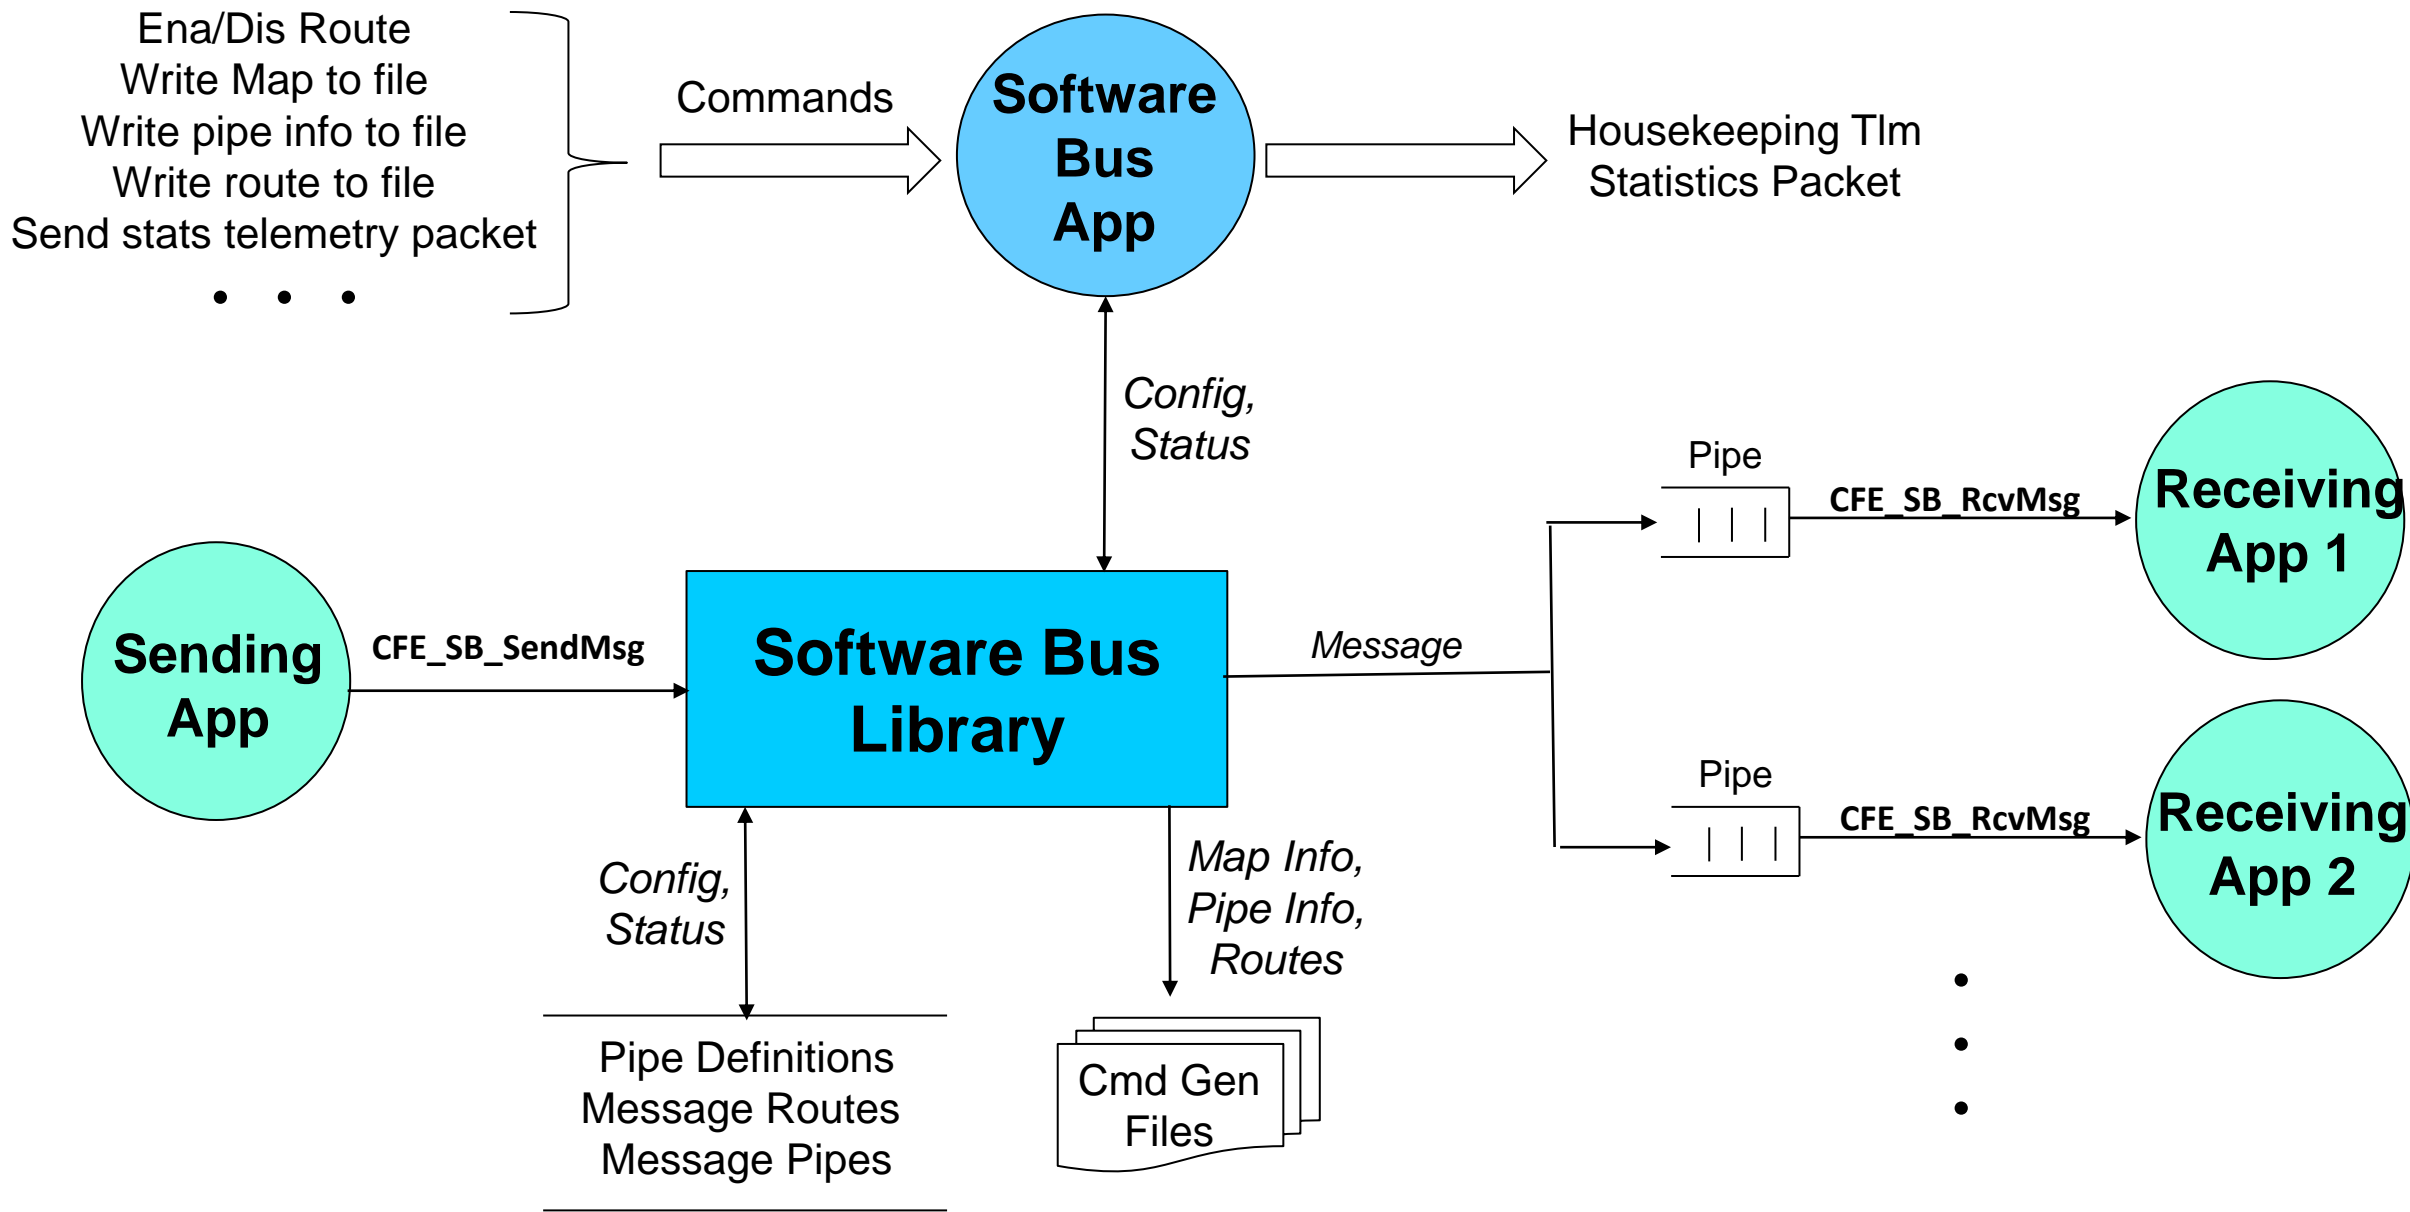 Ena/Dis Route
Write Map to file
Write pipe info to file
Write route to file
Send stats telemetry packet
• • •
Commands
Software
Bus
App
Housekeeping Tlm
Statistics Packet
Config,
Status
Pipe
CFE_SB_RcvMsg
Receiving
App 1
Sending
App
CFE_SB_SendMsg
Software Bus
Library
Message
Pipe
CFE_SB_RcvMsg
Receiving
App 2
Config,
Status
Map Info,
Pipe Info,
Routes
Pipe Definitions
Message Routes
Message Pipes
Cmd Gen
Files